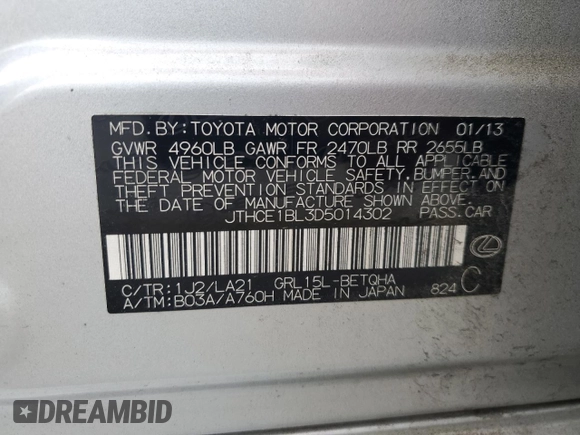 MFD. BY: TOYOTA MOTOR CORPORATION 01/13
GVWR 4960LB GAWR FR 2470LB RR 2655LB
THIS VEHICLE CONFORMS TO ALL APPLICABLE
FEDERAL MOTOR VEHICLE SAFETY, BUMPER, AND
THEFT PREVENTION STANDARDS IN EFFECT ON
THE DATE OF MANUFACTURE SHOWN ABOVE.
JTHCE1BL3D5014302 PASS. CAR
C/TR: 1J2/LA21 GRL15L-BETQHA
A/TM: B03A/A760H MADE IN JAPAN 824 C
DREAMBID